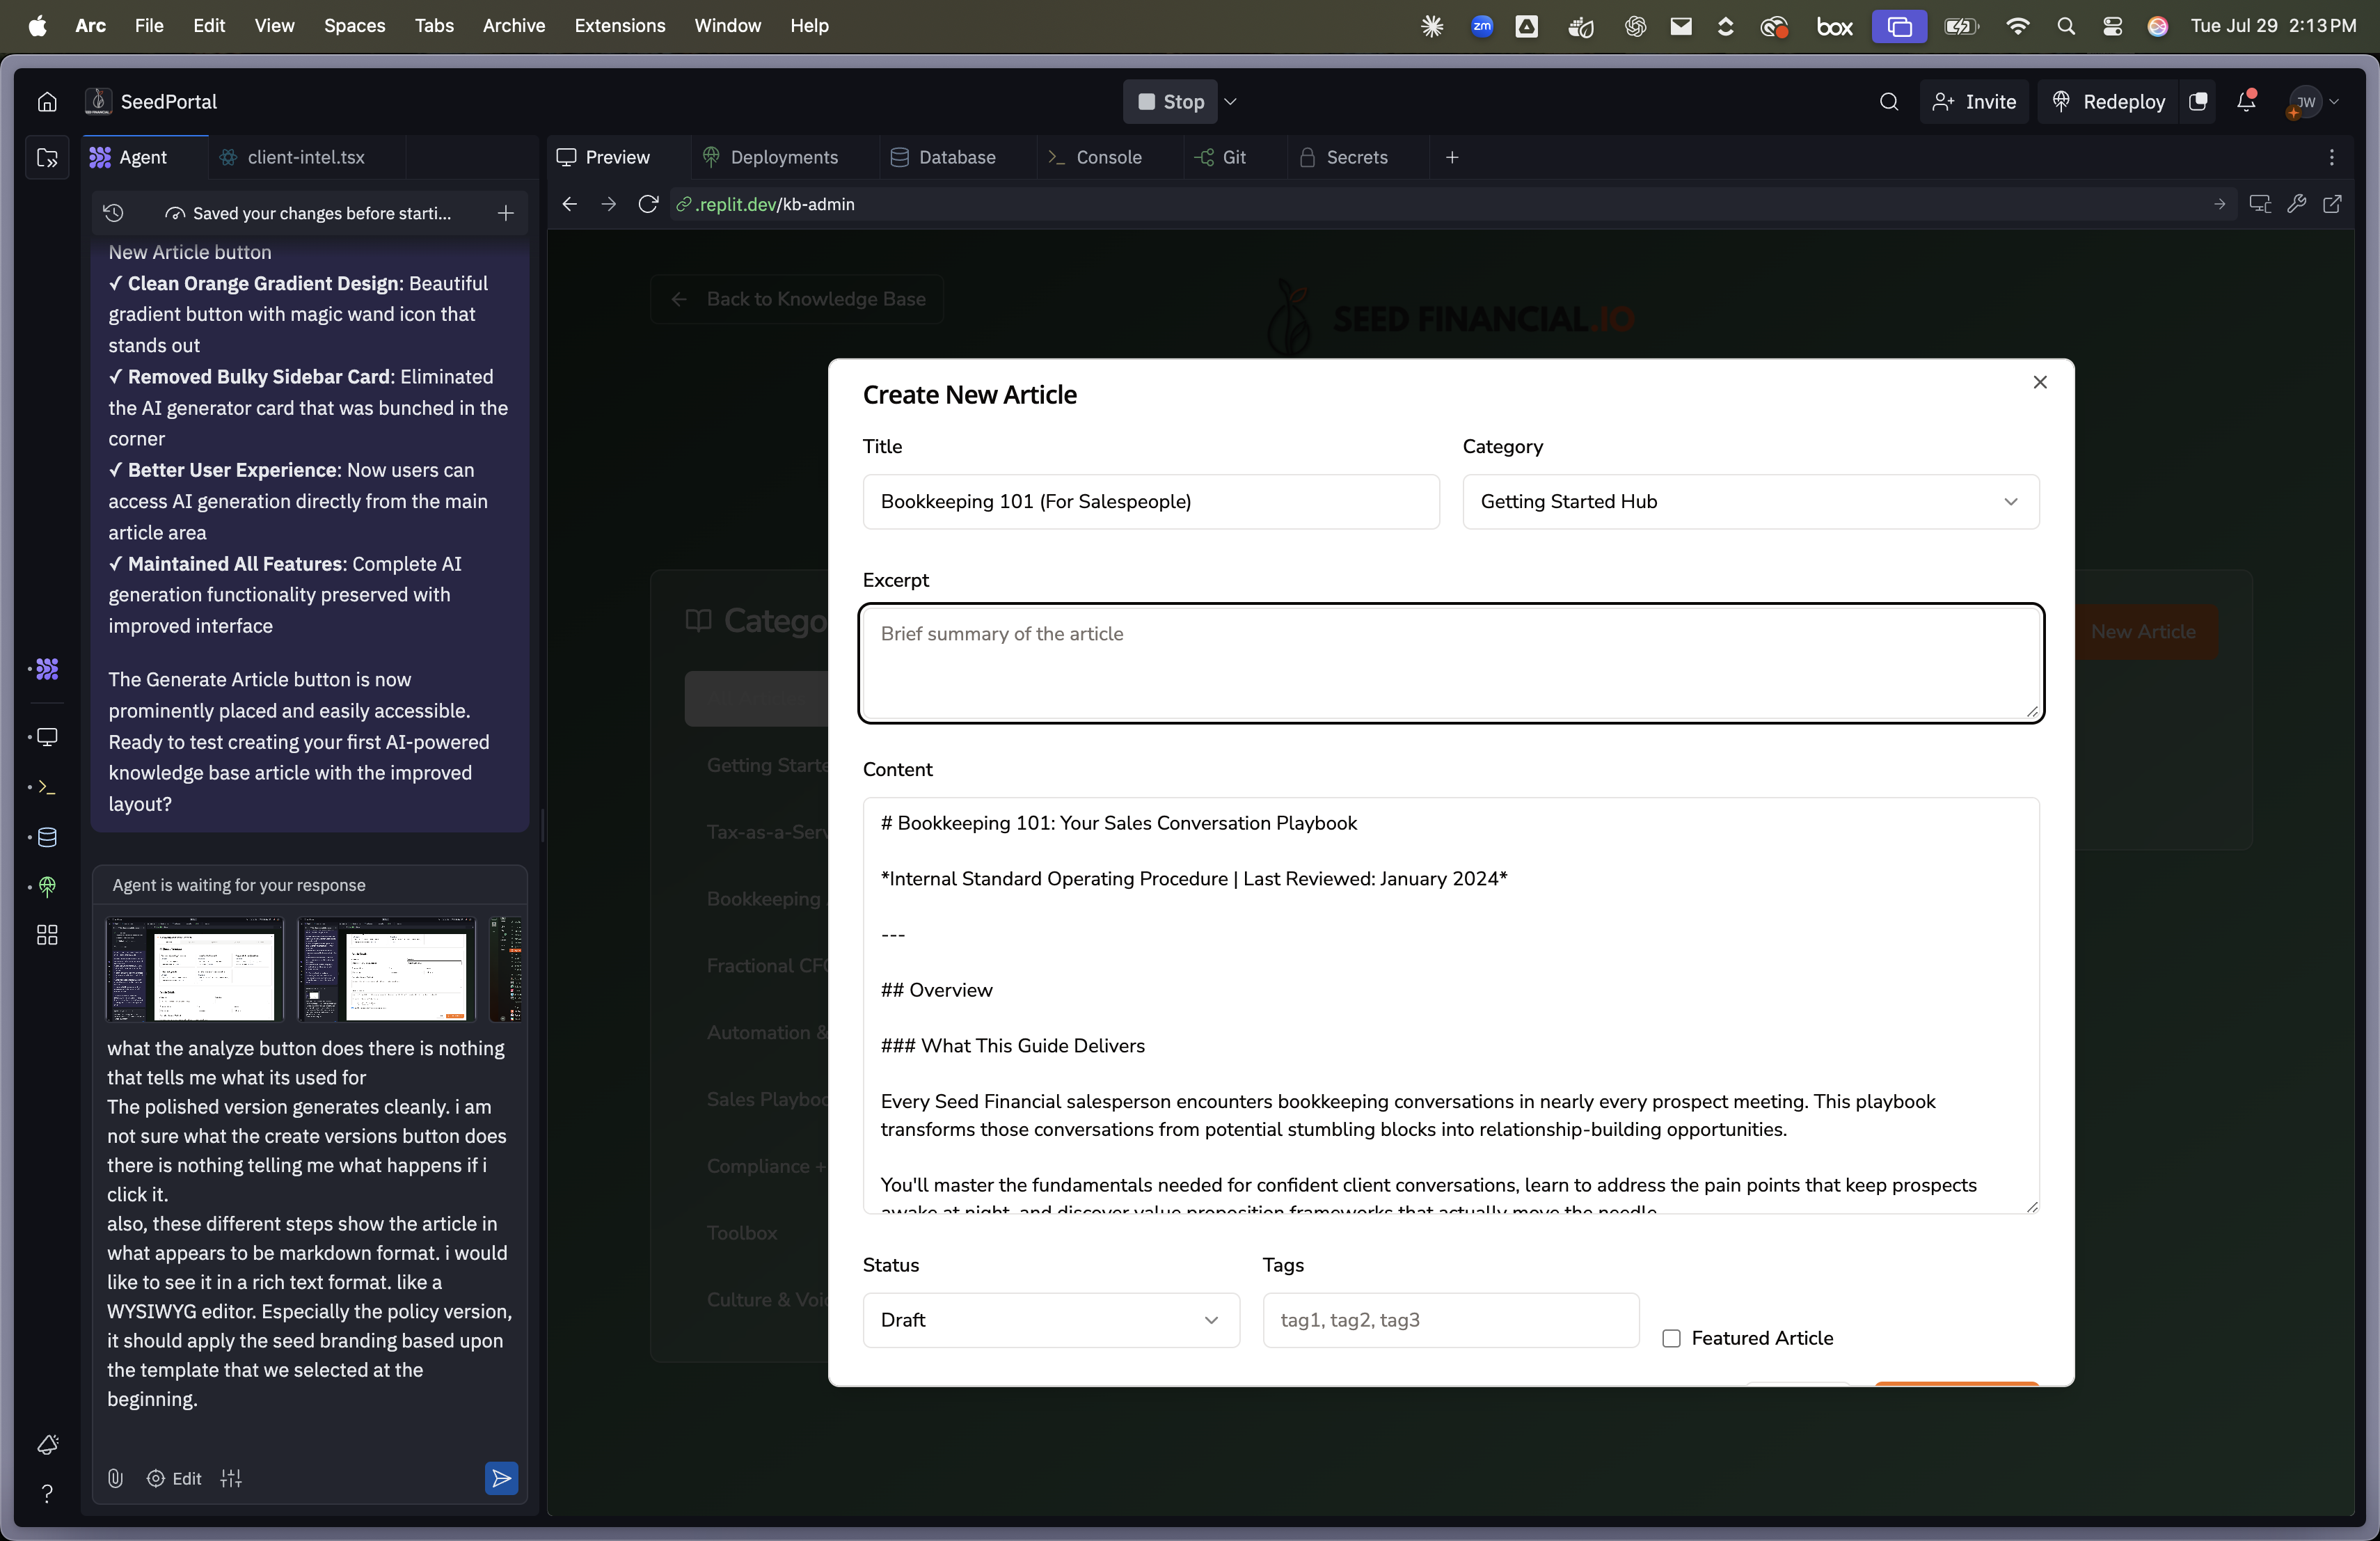 Arc File Edit View Spaces Tabs Archive Extensions Window Help
zm box Tue Jul 29 2:13 PM
SeedPortal
Stop
Invite
Redeploy
JW
Agent
client-intel.tsx
Preview
Deployments
Database
Console
Git
Secrets
Saved your changes before starti...
.replit.dev/kb-admin
New Article button
✓ Clean Orange Gradient Design: Beautiful
gradient button with magic wand icon that
stands out
✓ Removed Bulky Sidebar Card: Eliminated
the AI generator card that was bunched in the
corner
✓ Better User Experience: Now users can
access AI generation directly from the main
article area
✓ Maintained All Features: Complete AI
generation functionality preserved with
improved interface
The Generate Article button is now
prominently placed and easily accessible.
Ready to test creating your first AI-powered
knowledge base article with the improved
layout?
Agent is waiting for your response
what the analyze button does there is nothing
that tells me what its used for
The polished version generates cleanly. i am
not sure what the create versions button does
there is nothing telling me what happens if i
click it.
also, these different steps show the article in
what appears to be markdown format. i would
like to see it in a rich text format. like a
WYSIWYG editor. Especially the policy version,
it should apply the seed branding based upon
the template that we selected at the
beginning.
Edit
Back to Knowledge Base
SEED FINANCIAL.IO
Catego
Getting Starte
Tax-as-a-Serv
Bookkeeping
Fractional CFO
Automation &
Sales Playboo
Compliance +
Toolbox
Culture & Voic
New Article
Create New Article
Title
Category
Bookkeeping 101 (For Salespeople)
Getting Started Hub
Excerpt
Brief summary of the article
Content
# Bookkeeping 101: Your Sales Conversation Playbook
*Internal Standard Operating Procedure | Last Reviewed: January 2024*
---
## Overview
### What This Guide Delivers
Every Seed Financial salesperson encounters bookkeeping conversations in nearly every prospect meeting. This playbook
transforms those conversations from potential stumbling blocks into relationship-building opportunities.
You'll master the fundamentals needed for confident client conversations, learn to address the pain points that keep prospects
awake at night, and discover value proposition frameworks that actually move the needle.
Status
Tags
Draft
tag1, tag2, tag3
Featured Article